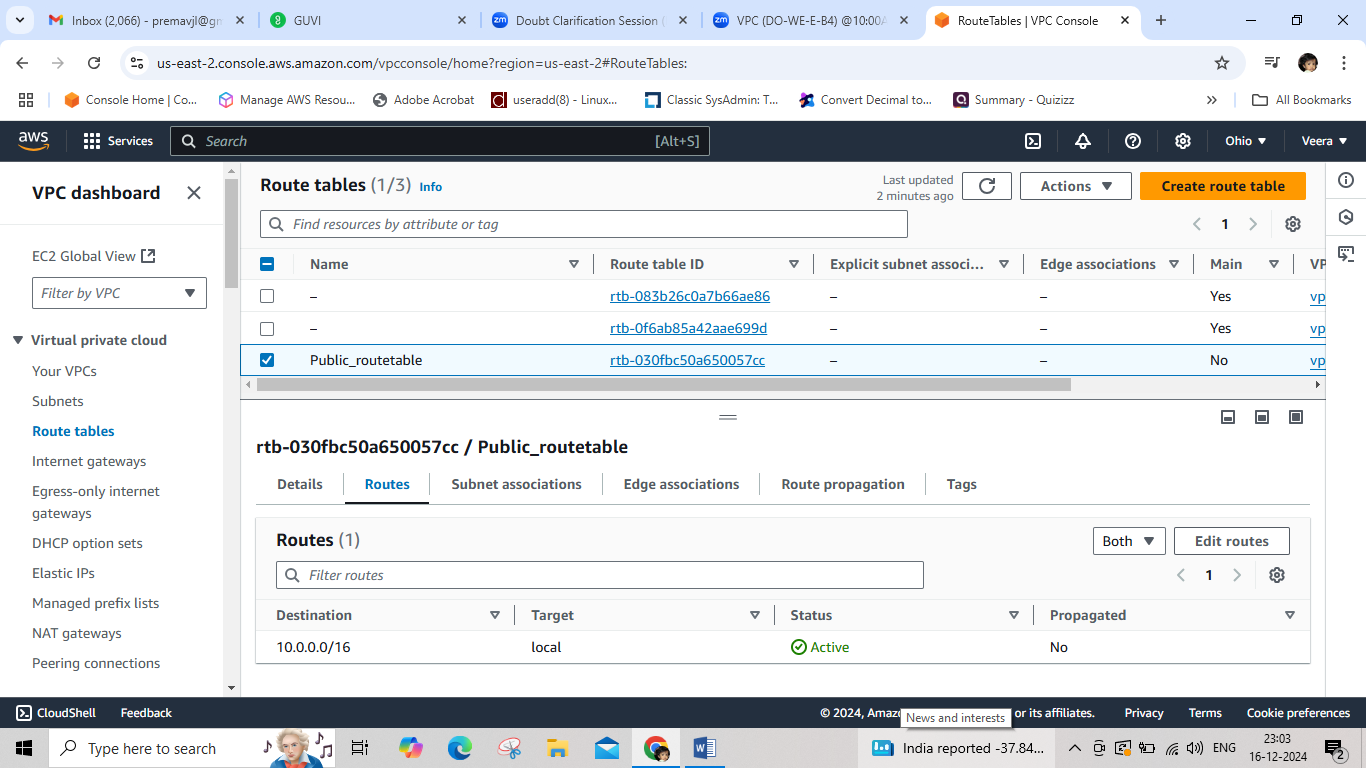 Inbox (2,066) - premavjl@gm
GUVI
Doubt Clarification Session (
VPC (DO-WE-E-B4) @10:00A
RouteTables | VPC Console
us-east-2.console.aws.amazon.com/vpcconsole/home?region=us-east-2#RouteTables:
Console Home | Co...
Manage AWS Resou...
Adobe Acrobat
useradd(8) - Linux...
Classic SysAdmin: T...
Convert Decimal to...
Summary - Quizizz
All Bookmarks
aws
Services
Search
[Alt+S]
Ohio
Veera
VPC dashboard
EC2 Global View
Filter by VPC
Virtual private cloud
Your VPCs
Subnets
Route tables
Internet gateways
Egress-only internet
gateways
DHCP option sets
Elastic IPs
Managed prefix lists
NAT gateways
Peering connections
Route tables (1/3) Info
Last updated
2 minutes ago
Actions
Create route table
Find resources by attribute or tag
1
Name Route table ID Explicit subnet associ... Edge associations Main VP
– rtb-083b26c0a7b66ae86 – – Yes vp
– rtb-0f6ab85a42aae699d – – Yes vp
Public_routetable rtb-030fbc50a650057cc – – No vp
rtb-030fbc50a650057cc / Public_routetable
Details Routes Subnet associations Edge associations Route propagation Tags
Routes (1)
Both
Edit routes
Filter routes
1
Destination Target Status Propagated
10.0.0.0/16 local Active No
CloudShell Feedback
© 2024, Amaz
or its affiliates.
Privacy Terms Cookie preferences
News and interests
Type here to search
India reported -37.84...
ENG
23:03
16-12-2024
2